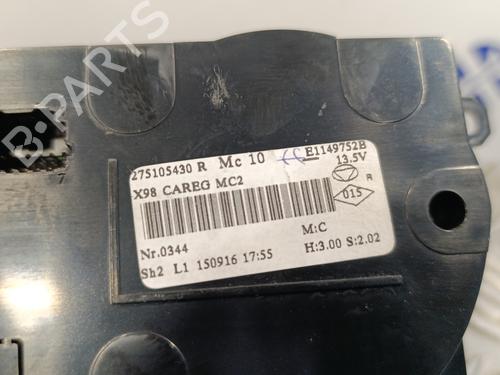 275105430 R Mc 10 E1149752B
X98 CAREG MC2 13.5V
015 R
M:C
Nr.0344 H:3.00 S:2.02
Sh2 L1 150916 17:55
B-PARTS